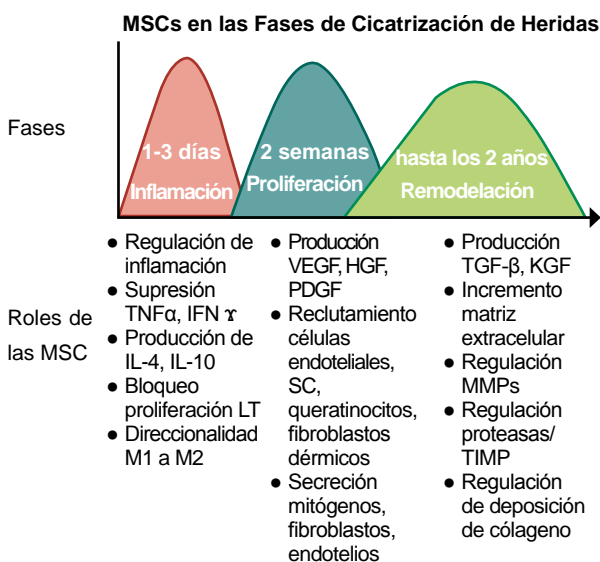 MSCs en las Fases de Cicatrización de Heridas
Fases
1-3 días
Inflamación
2 semanas
Proliferación
hasta los 2 años
Remodelación
Roles de
las MSC
● Regulación de
inflamación
● Supresión
TNFα, IFN ϒ
● Producción de
IL-4, IL-10
● Bloqueo
proliferación LT
● Direccionalidad
M1 a M2
● Producción
VEGF, HGF,
PDGF
● Reclutamiento
células
endoteliales,
SC,
queratinocitos,
fibroblastos
dérmicos
● Secreción
mitógenos,
fibroblastos,
endotelios
● Producción
TGF-β, KGF
● Incremento
matriz
extracelular
● Regulación
MMPs
● Regulación
proteasas/
TIMP
● Regulación
de deposición
de cólageno